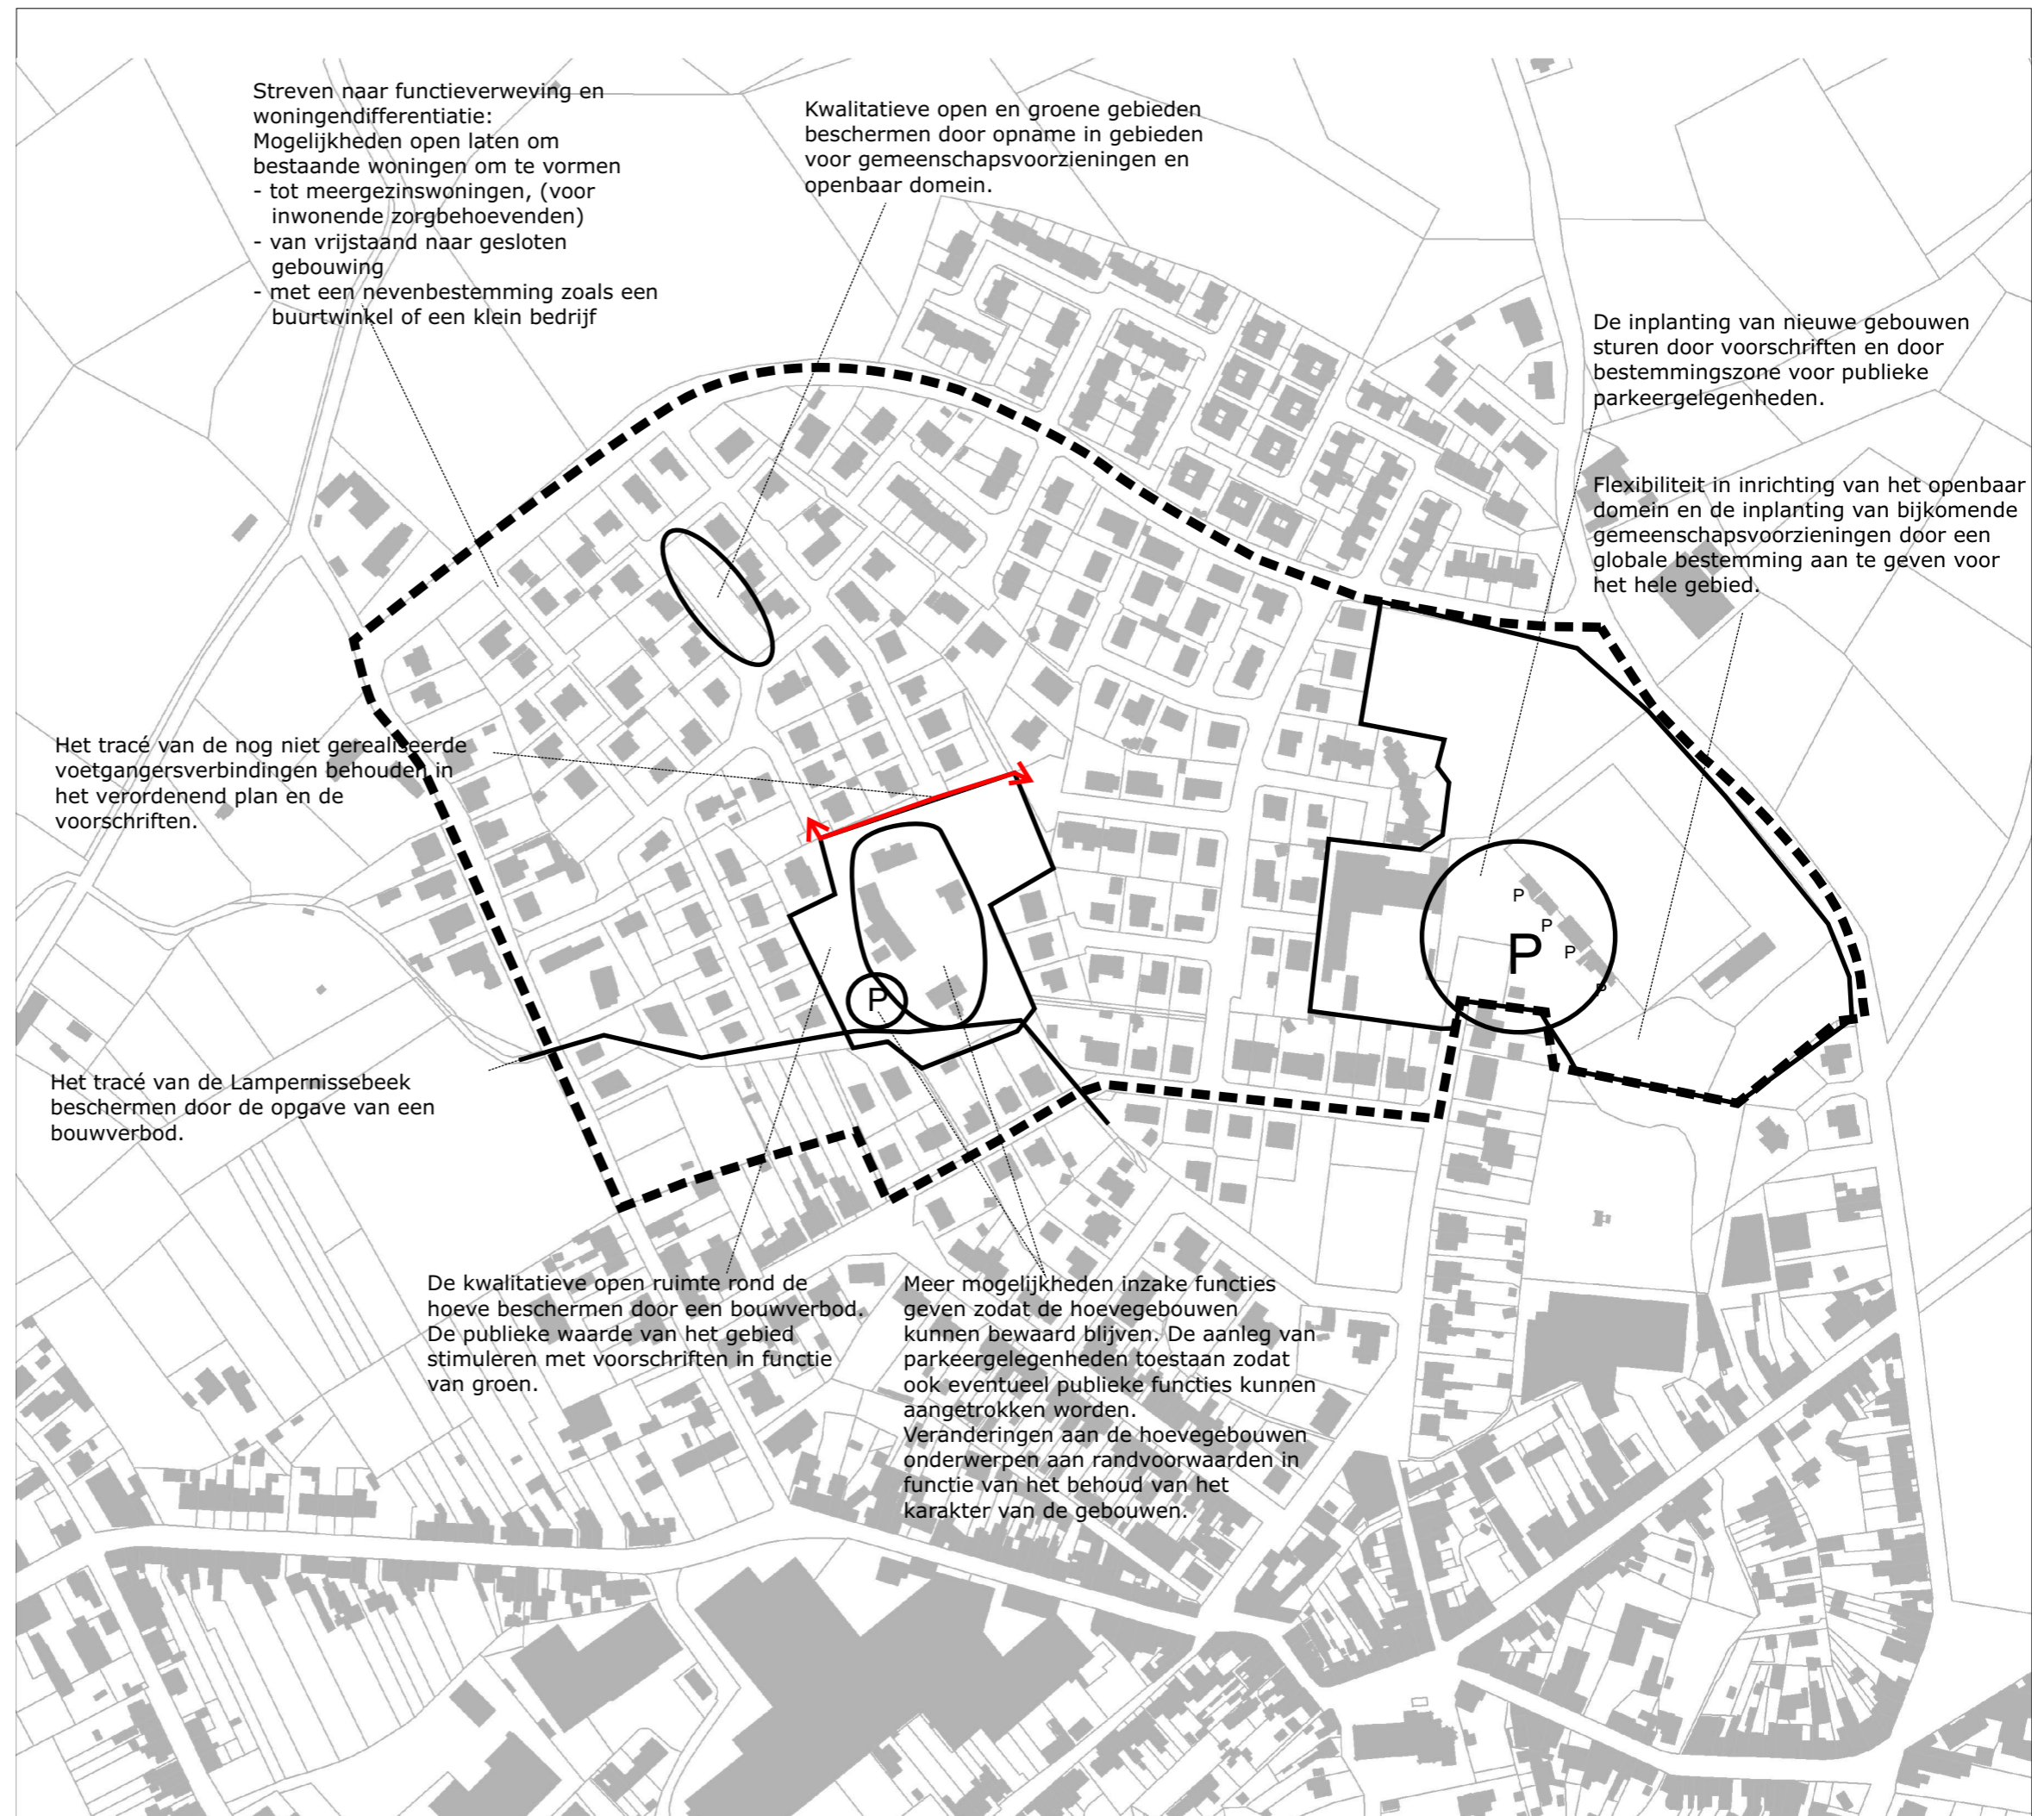 Streven naar functieverweving en
woningendifferentiatie:
Mogelijkheden open laten om
bestaande woningen om te vormen
- tot meergezinswoningen, (voor
inwonende zorgbehoevenden)
- van vrijstaand naar gesloten
gebouwing
- met een nevenbestemming zoals een
buurtwinkel of een klein bedrijf
Kwalitatieve open en groene gebieden
beschermen door opname in gebieden
voor gemeenschapsvoorzieningen en
openbaar domein.
De inplanting van nieuwe gebouwen
sturen door voorschriften en door
bestemmingszone voor publieke
parkeergelegenheden.
Flexibiliteit in inrichting van het openbaar
domein en de inplanting van bijkomende
gemeenschapsvoorzieningen door een
globale bestemming aan te geven voor
het hele gebied.
Het tracé van de nog niet gerealiseerde
voetgangersverbindingen behouden in
het verordenend plan en de
voorschriften.
P
P
P
P
P
P
Het tracé van de Lampernissebeek
beschermen door de opgave van een
bouwverbod.
De kwalitatieve open ruimte rond de
hoeve beschermen door een bouwverbod.
De publieke waarde van het gebied
stimuleren met voorschriften in functie
van groen.
Meer mogelijkheden inzake functies
geven zodat de hoevegebouwen
kunnen bewaard blijven. De aanleg van
parkeergelegenheden toestaan zodat
ook eventueel publieke functies kunnen
aangetrokken worden.
Veranderingen aan de hoevegebouwen
onderwerpen aan randvoorwaarden in
functie van het behoud van het
karakter van de gebouwen.